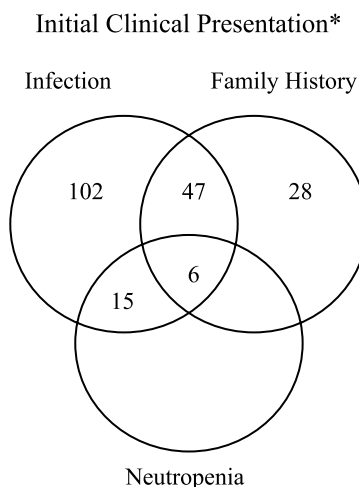 Initial Clinical Presentation*
Infection Family History
102 47 28
6
15
Neutropenia